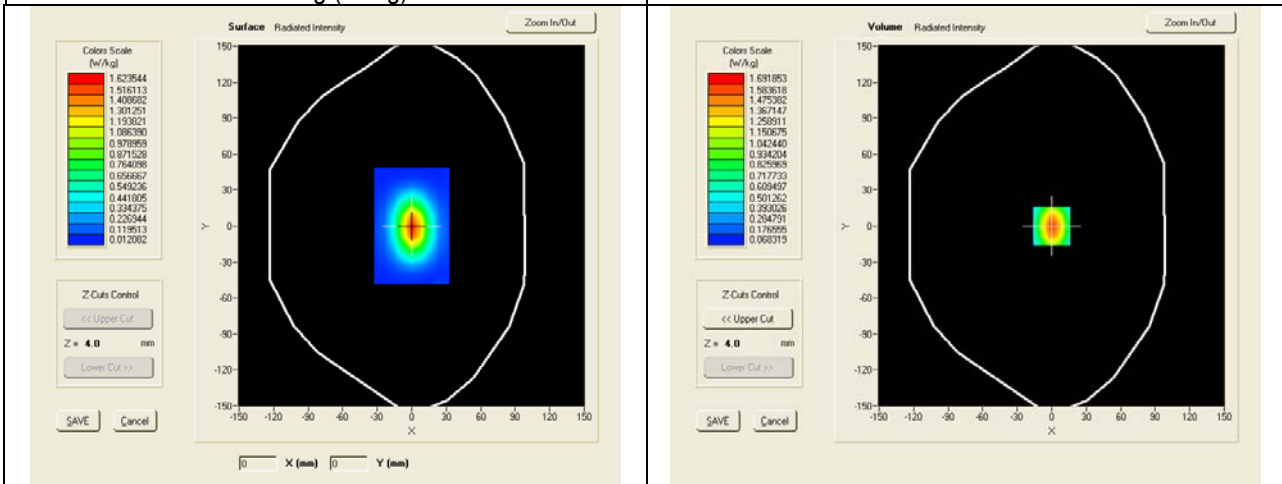 Surface Radiated Intensity
Zoom In/Out
Colors Scale
(W/kg)
1.623544
1.516113
1.408682
1.301251
1.193821
1.086390
0.978959
0.871528
0.764098
0.656667
0.549236
0.441805
0.334375
0.226944
0.119513
0.012082
150
120
90
60
30
0
-30
-60
-90
-120
-150
Y
-150 -120 -90 -60 -30 0 30 60 90 120 150
X
Z-Cuts Control
<< Upper Cut
Z = 4.0 mm
Lower Cut >>
SAVE Cancel
0 X (mm) 0 Y (mm)
Volume Radiated Intensity
Zoom In/Out
Colors Scale
(W/kg)
1.691853
1.583618
1.475382
1.367147
1.258911
1.150675
1.042440
0.934204
0.825969
0.717733
0.609497
0.501262
0.393026
0.284791
0.176555
0.068319
150
120
90
60
30
0
-30
-60
-90
-120
-150
Y
-150 -120 -90 -60 -30 0 30 60 90 120 150
X
Z-Cuts Control
<< Upper Cut
Z = 4.0 mm
Lower Cut >>
SAVE Cancel